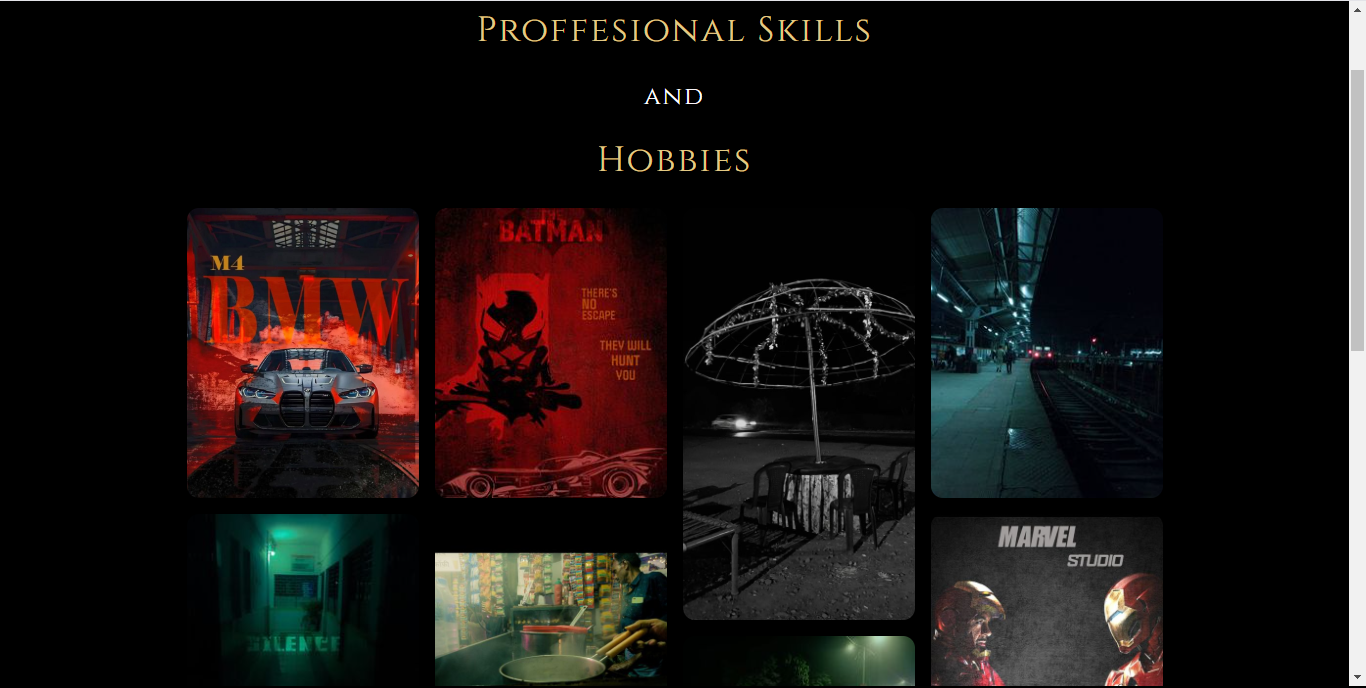 Proffesional Skills
and
Hobbies
M4
BMW
BATMAN
THERE'S
NO
ESCAPE
THEY WILL
HUNT
YOU
SILENCE
MARVEL
STUDIO